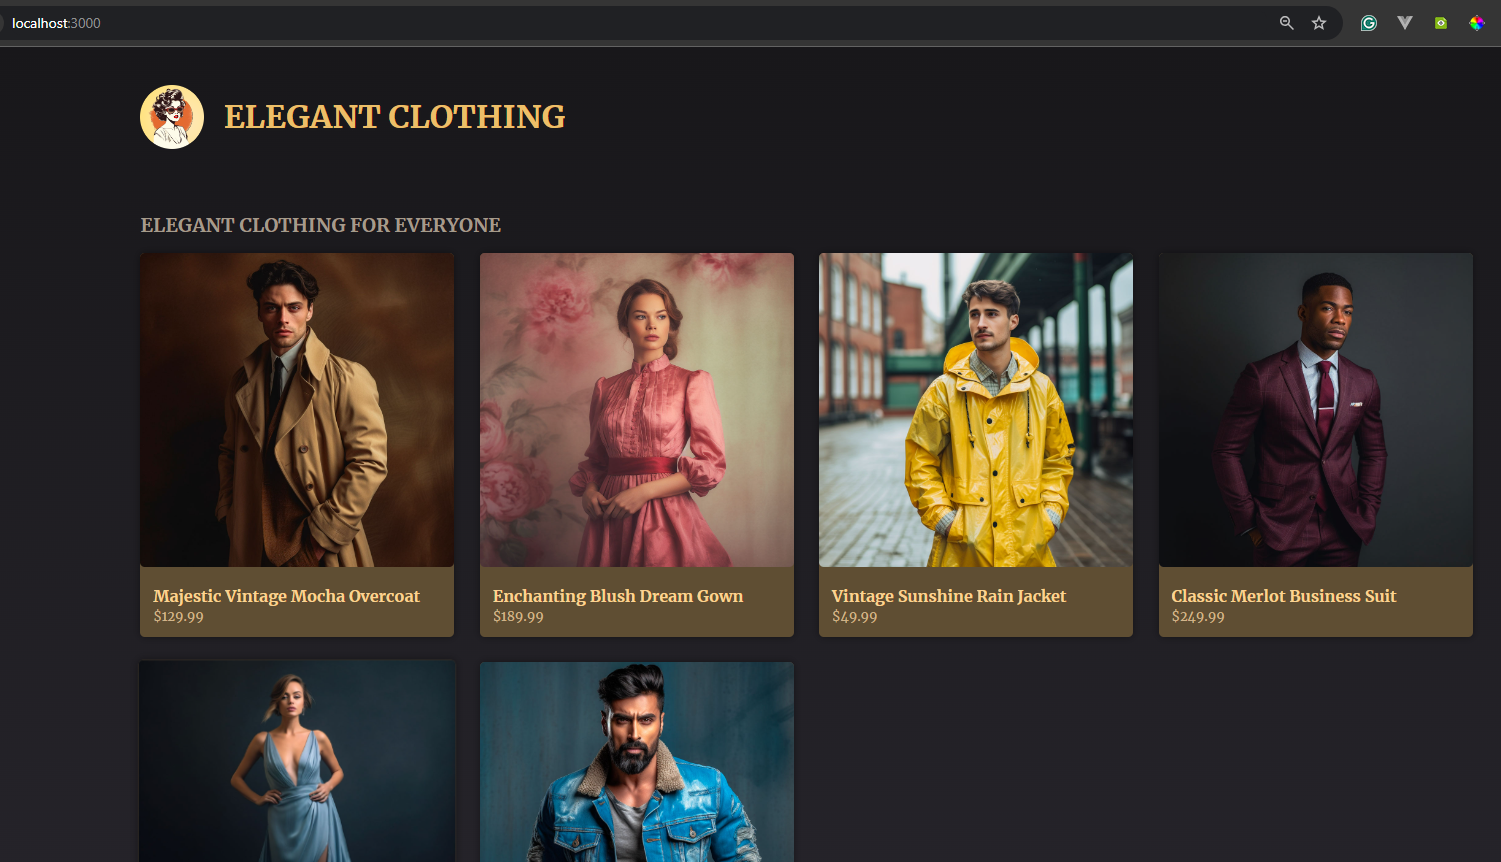 localhost:3000
ELEGANT CLOTHING
ELEGANT CLOTHING FOR EVERYONE
Majestic Vintage Mocha Overcoat
$129.99
Enchanting Blush Dream Gown
$189.99
Vintage Sunshine Rain Jacket
$49.99
Classic Merlot Business Suit
$249.99